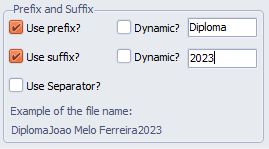 Prefix and Suffix
Use prefix? Dynamic? Diploma
Use suffix? Dynamic? 2023
Use Separator?
Example of the file name:
DiplomaJoao Melo Ferreira2023